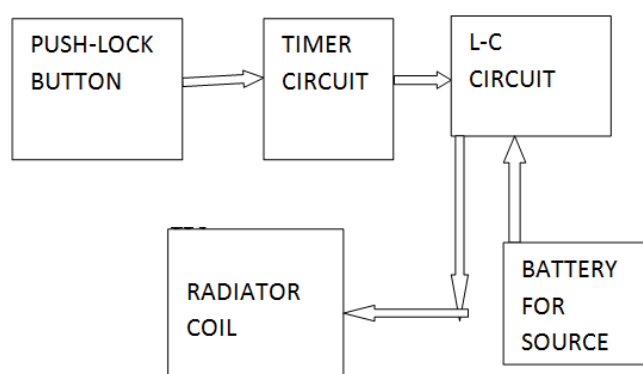 PUSH-LOCK
BUTTON
TIMER
CIRCUIT
L-C
CIRCUIT
RADIATOR
COIL
BATTERY
FOR
SOURCE